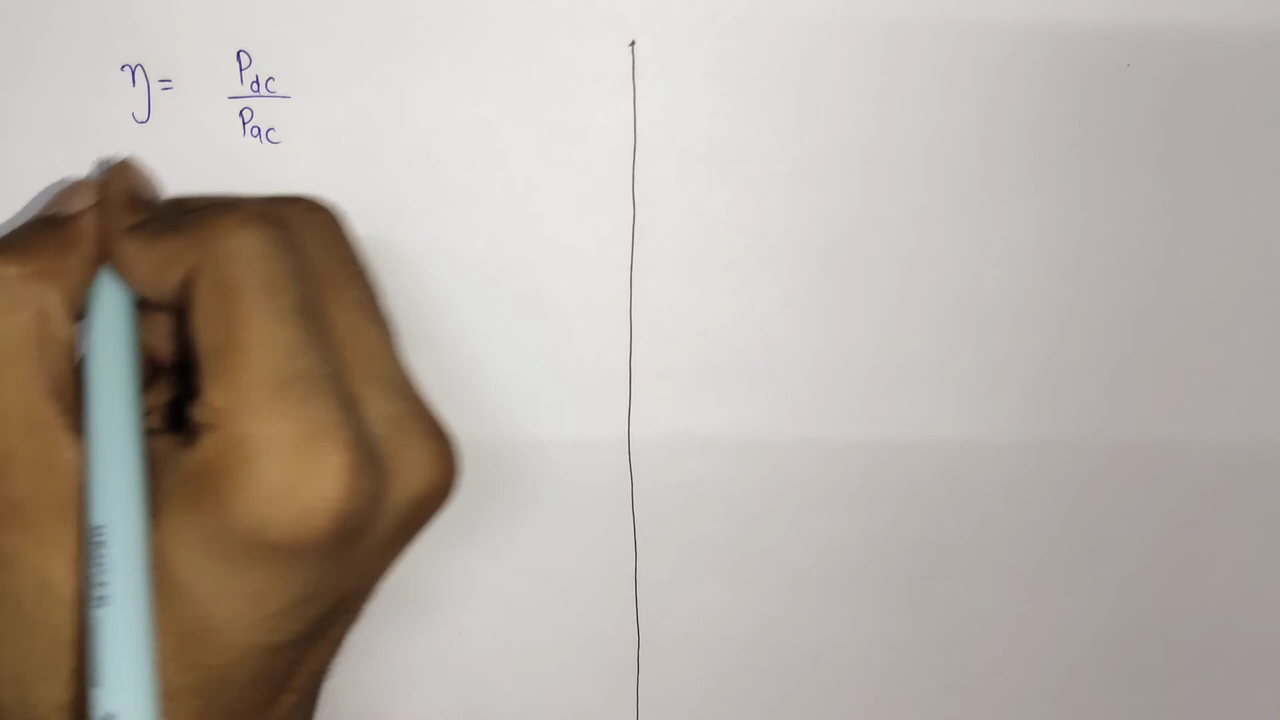 η = Pdc / Pac